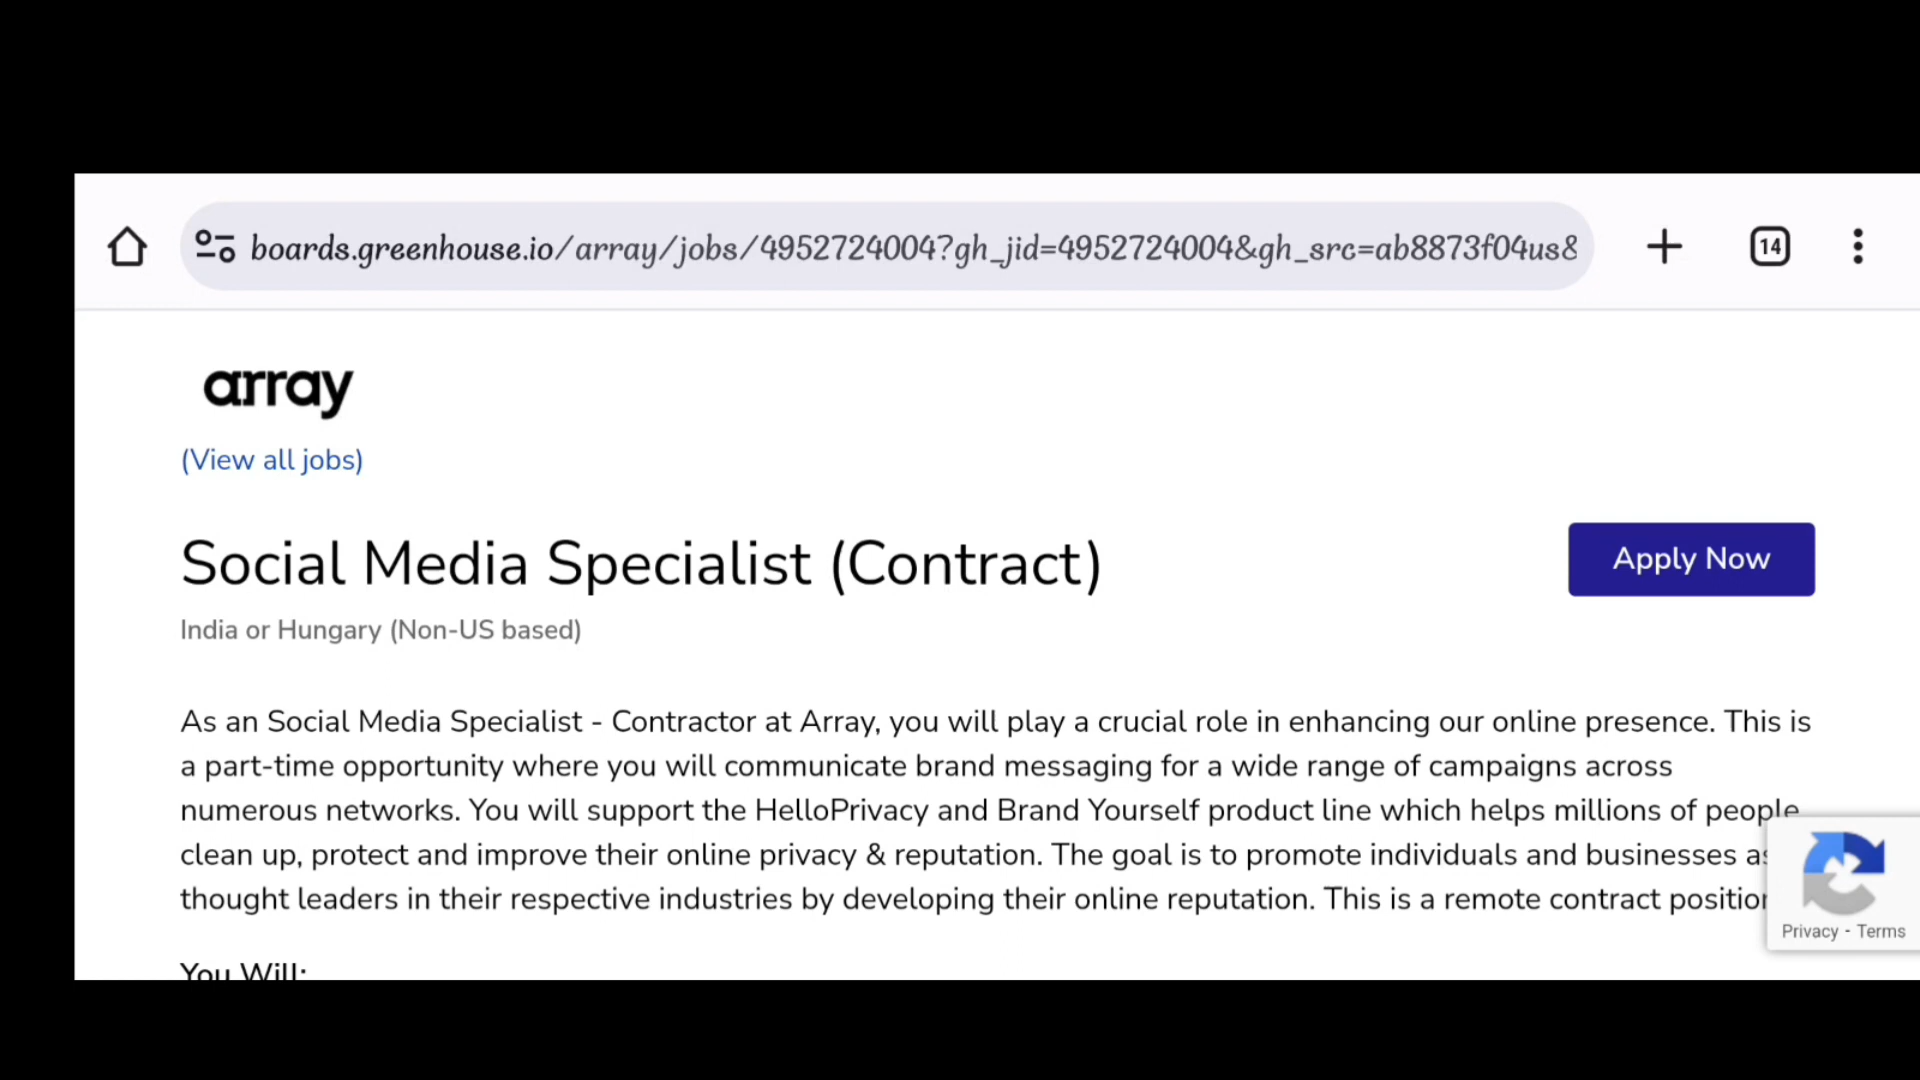 boards.greenhouse.io/array/jobs/4952724004?gh_jid=4952724004&gh_src=ab8873f04us&
14
array
(View all jobs)
Social Media Specialist (Contract)
Apply Now
India or Hungary (Non-US based)
As an Social Media Specialist - Contractor at Array, you will play a crucial role in enhancing our online presence. This is
a part-time opportunity where you will communicate brand messaging for a wide range of campaigns across
numerous networks. You will support the HelloPrivacy and Brand Yourself product line which helps millions of people
clean up, protect and improve their online privacy & reputation. The goal is to promote individuals and businesses as
thought leaders in their respective industries by developing their online reputation. This is a remote contract position
Privacy - Terms
You Will: